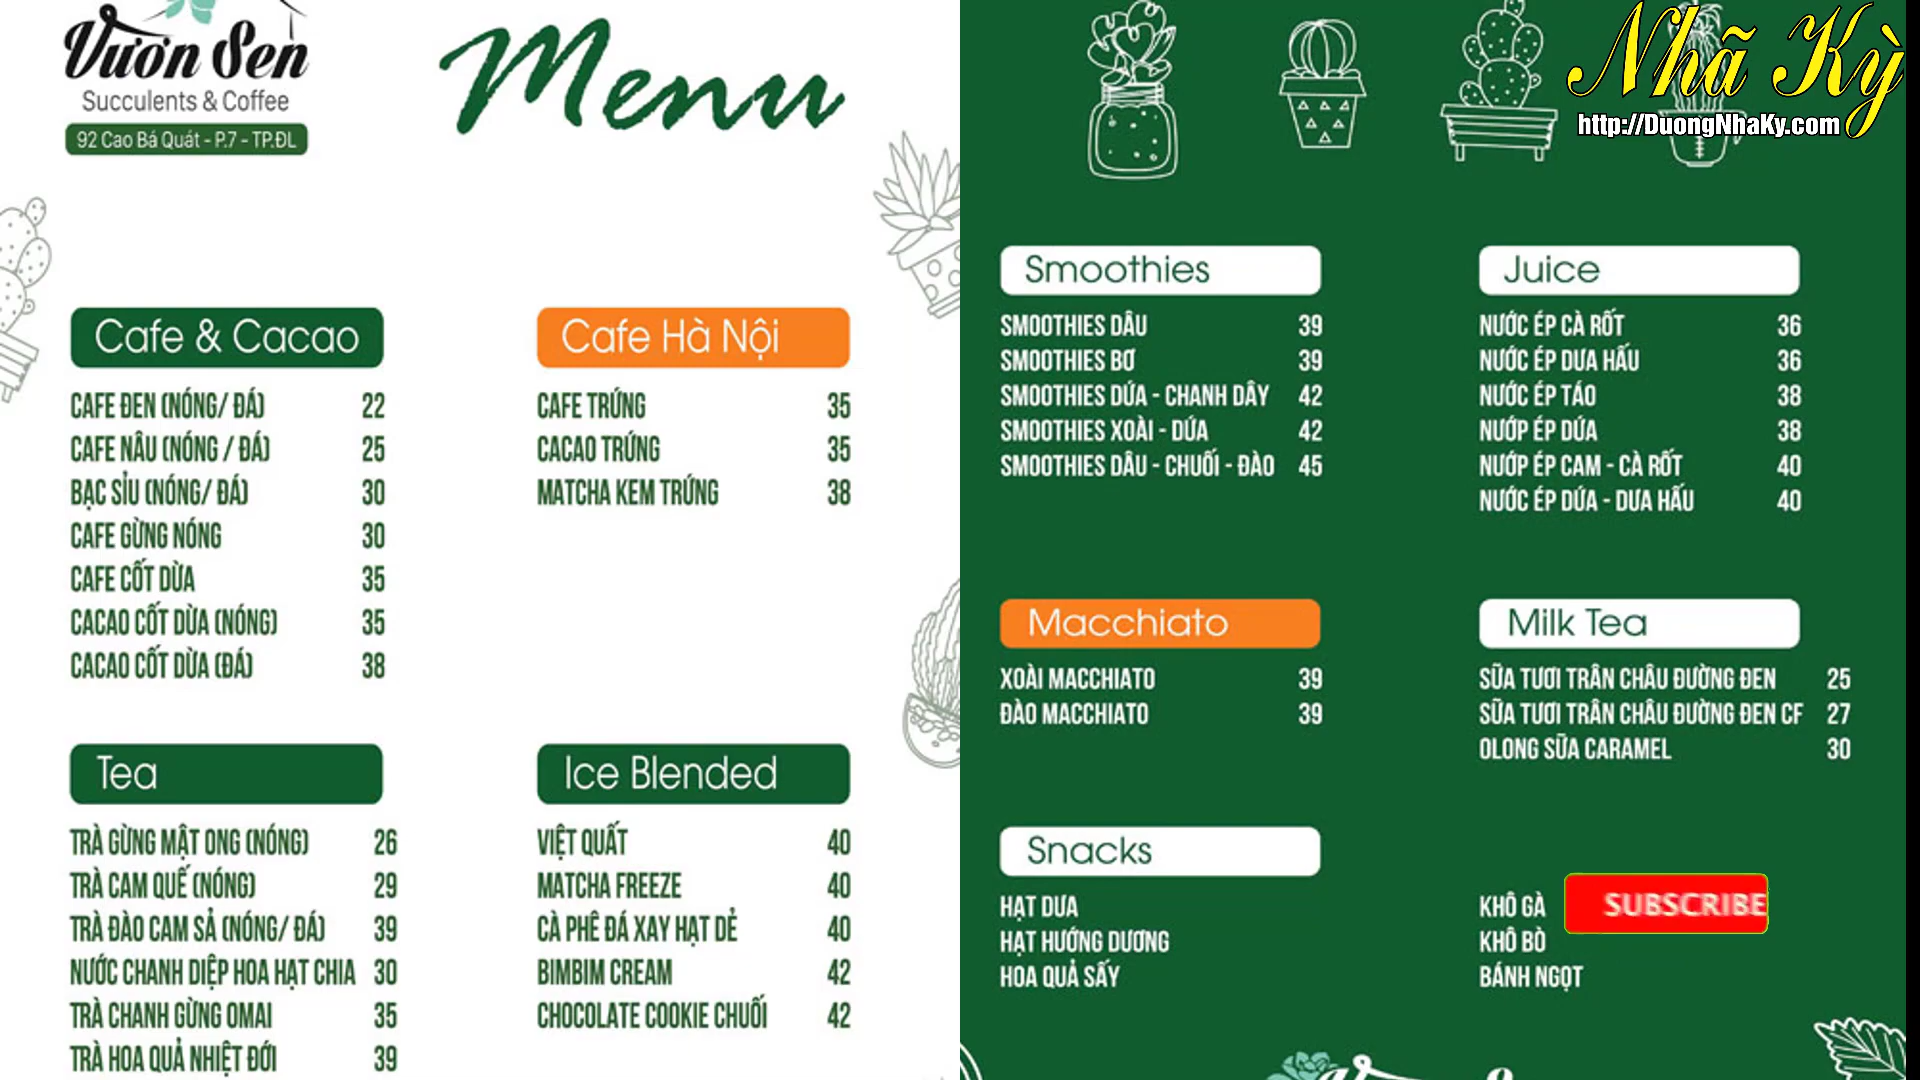 Vườn Sen
Succulents & Coffee
92 Cao Bá Quát - P.7 - TP.ĐL
Menu
Cafe & Cacao
CAFE ĐEN (NÓNG/ ĐÁ) 22
CAFE NÂU (NÓNG / ĐÁ) 25
BẠC SỈU (NÓNG/ ĐÁ) 30
CAFE GỪNG NÓNG 30
CAFE CỐT DỪA 35
CACAO CỐT DỪA (NÓNG) 35
CACAO CỐT DỪA (ĐÁ) 38
Cafe Hà Nội
CAFE TRỨNG 35
CACAO TRỨNG 35
MATCHA KEM TRỨNG 38
Tea
TRÀ GỪNG MẬT ONG (NÓNG) 26
TRÀ CAM QUẾ (NÓNG) 29
TRÀ ĐÀO CAM SẢ (NÓNG/ ĐÁ) 39
NƯỚC CHANH DIỆP HOA HẠT CHIA 30
TRÀ CHANH GỪNG OMAI 35
TRÀ HOA QUẢ NHIỆT ĐỚI 39
Ice Blended
VIỆT QUẤT 40
MATCHA FREEZE 40
CÀ PHÊ ĐÁ XAY HẠT DẺ 40
BIMBIM CREAM 42
CHOCOLATE COOKIE CHUỐI 42
Nhã Kỳ
http://DuongNhaKy.com
Smoothies
SMOOTHIES DÂU 39
SMOOTHIES BƠ 39
SMOOTHIES DỨA - CHANH DÂY 42
SMOOTHIES XOÀI - DỨA 42
SMOOTHIES DÂU - CHUỐI - ĐÀO 45
Juice
NƯỚC ÉP CÀ RỐT 36
NƯỚC ÉP DƯA HẤU 36
NƯỚC ÉP TÁO 38
NƯỚP ÉP DỨA 38
NƯỚP ÉP CAM - CÀ RỐT 40
NƯỚC ÉP DỨA - DƯA HẤU 40
Macchiato
XOÀI MACCHIATO 39
ĐÀO MACCHIATO 39
Milk Tea
SỮA TƯƠI TRÂN CHÂU ĐƯỜNG ĐEN 25
SỮA TƯƠI TRÂN CHÂU ĐƯỜNG ĐEN CF 27
OLONG SỮA CARAMEL 30
Snacks
HẠT DƯA
HẠT HƯỚNG DƯƠNG
HOA QUẢ SẤY
KHÔ GÀ
KHÔ BÒ
BÁNH NGỌT
SUBSCRIBE